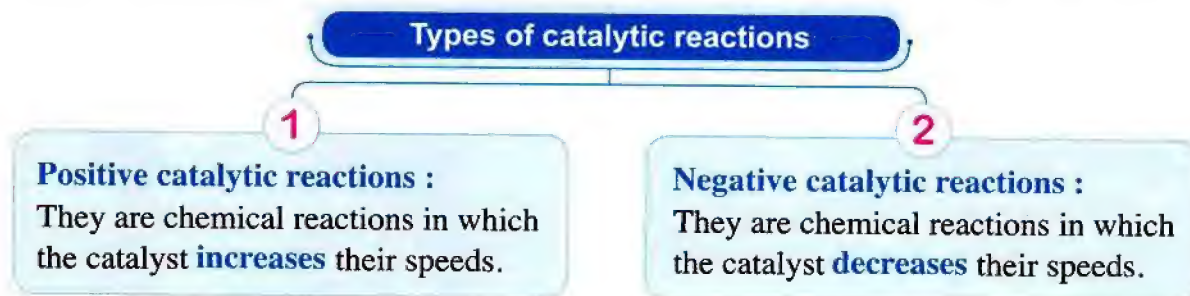 Types of catalytic reactions
1
Positive catalytic reactions :
They are chemical reactions in which
the catalyst increases their speeds.
2
Negative catalytic reactions :
They are chemical reactions in which
the catalyst decreases their speeds.